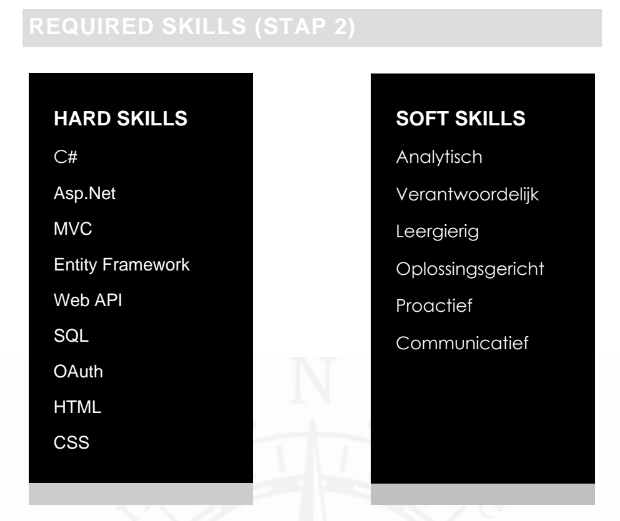 REQUIRED SKILLS (STAP 2)
HARD SKILLS
C#
Asp.Net
MVC
Entity Framework
Web API
SQL
OAuth
HTML
CSS
SOFT SKILLS
Analytisch
Verantwoordelijk
Leergierig
Oplossingsgericht
Proactief
Communicatief
N